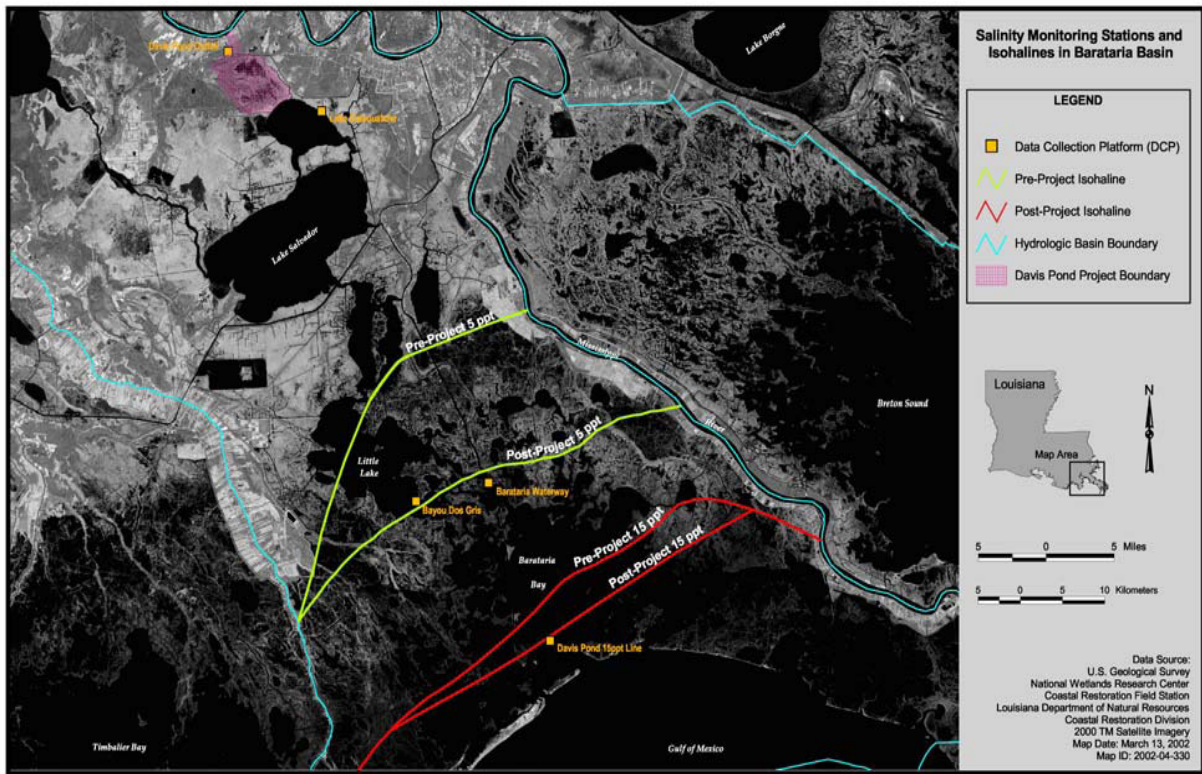 Salinity Monitoring Stations and
Isohalines in Barataria Basin
LEGEND
Data Collection Platform (DCP)
Pre-Project Isohaline
Post-Project Isohaline
Hydrologic Basin Boundary
Davis Pond Project Boundary
Louisiana
Map Area
N
5 0 5 Miles
5 0 5 10 Kilometers
Data Source:
U.S. Geological Survey
National Wetlands Research Center
Coastal Restoration Field Station
Louisiana Department of Natural Resources
Coastal Restoration Division
2000 TM Satellite Imagery
Map Date: March 13, 2002
Map ID: 2002-04-330
Lake Borgne
Davis Pond
Lake
Lake Salvador
Pre-Project 5 ppt
Mississippi
River
Breton Sound
Post-Project 5 ppt
Little
Lake
Barataria Waterway
Bayou Dos Gris
Pre-Project 15 ppt
Post-Project 15 ppt
Barataria
Bay
Davis Pond 15ppt Line
Timbalier Bay
Gulf of Mexico